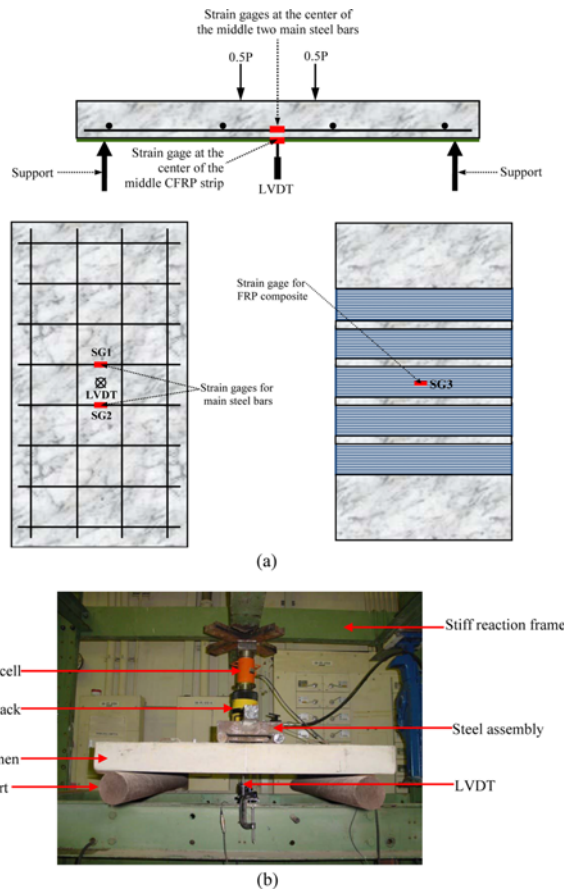 Strain gages at the center of
the middle two main steel bars
0.5P
0.5P
Strain gage at the
center of the
middle CFRP strip
Support
LVDT
Support
SG1
LVDT
SG2
Strain gages for
main steel bars
Strain gage for
FRP composite
SG3
(a)
Stiff reaction frame
cell
ack
Steel assembly
men
rt
LVDT
(b)